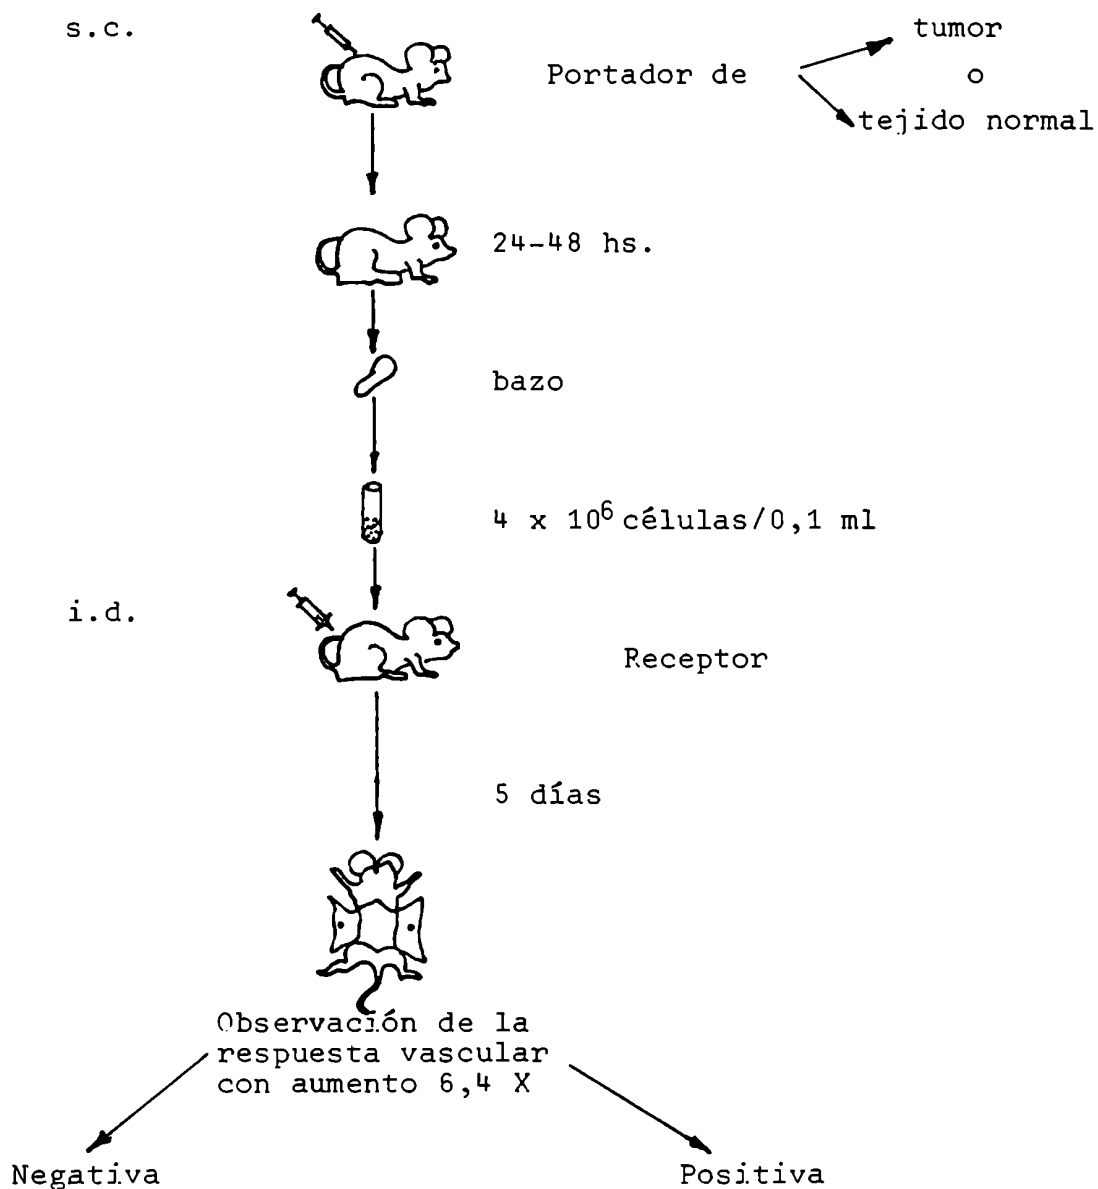 s.c.
tumor
Portador de
o
tejido normal
24-48 hs.
bazo
4 x 10⁶ células/0,1 ml
i.d.
Receptor
5 días
Observación de la
respuesta vascular
con aumento 6,4 X
Negativa
Positiva